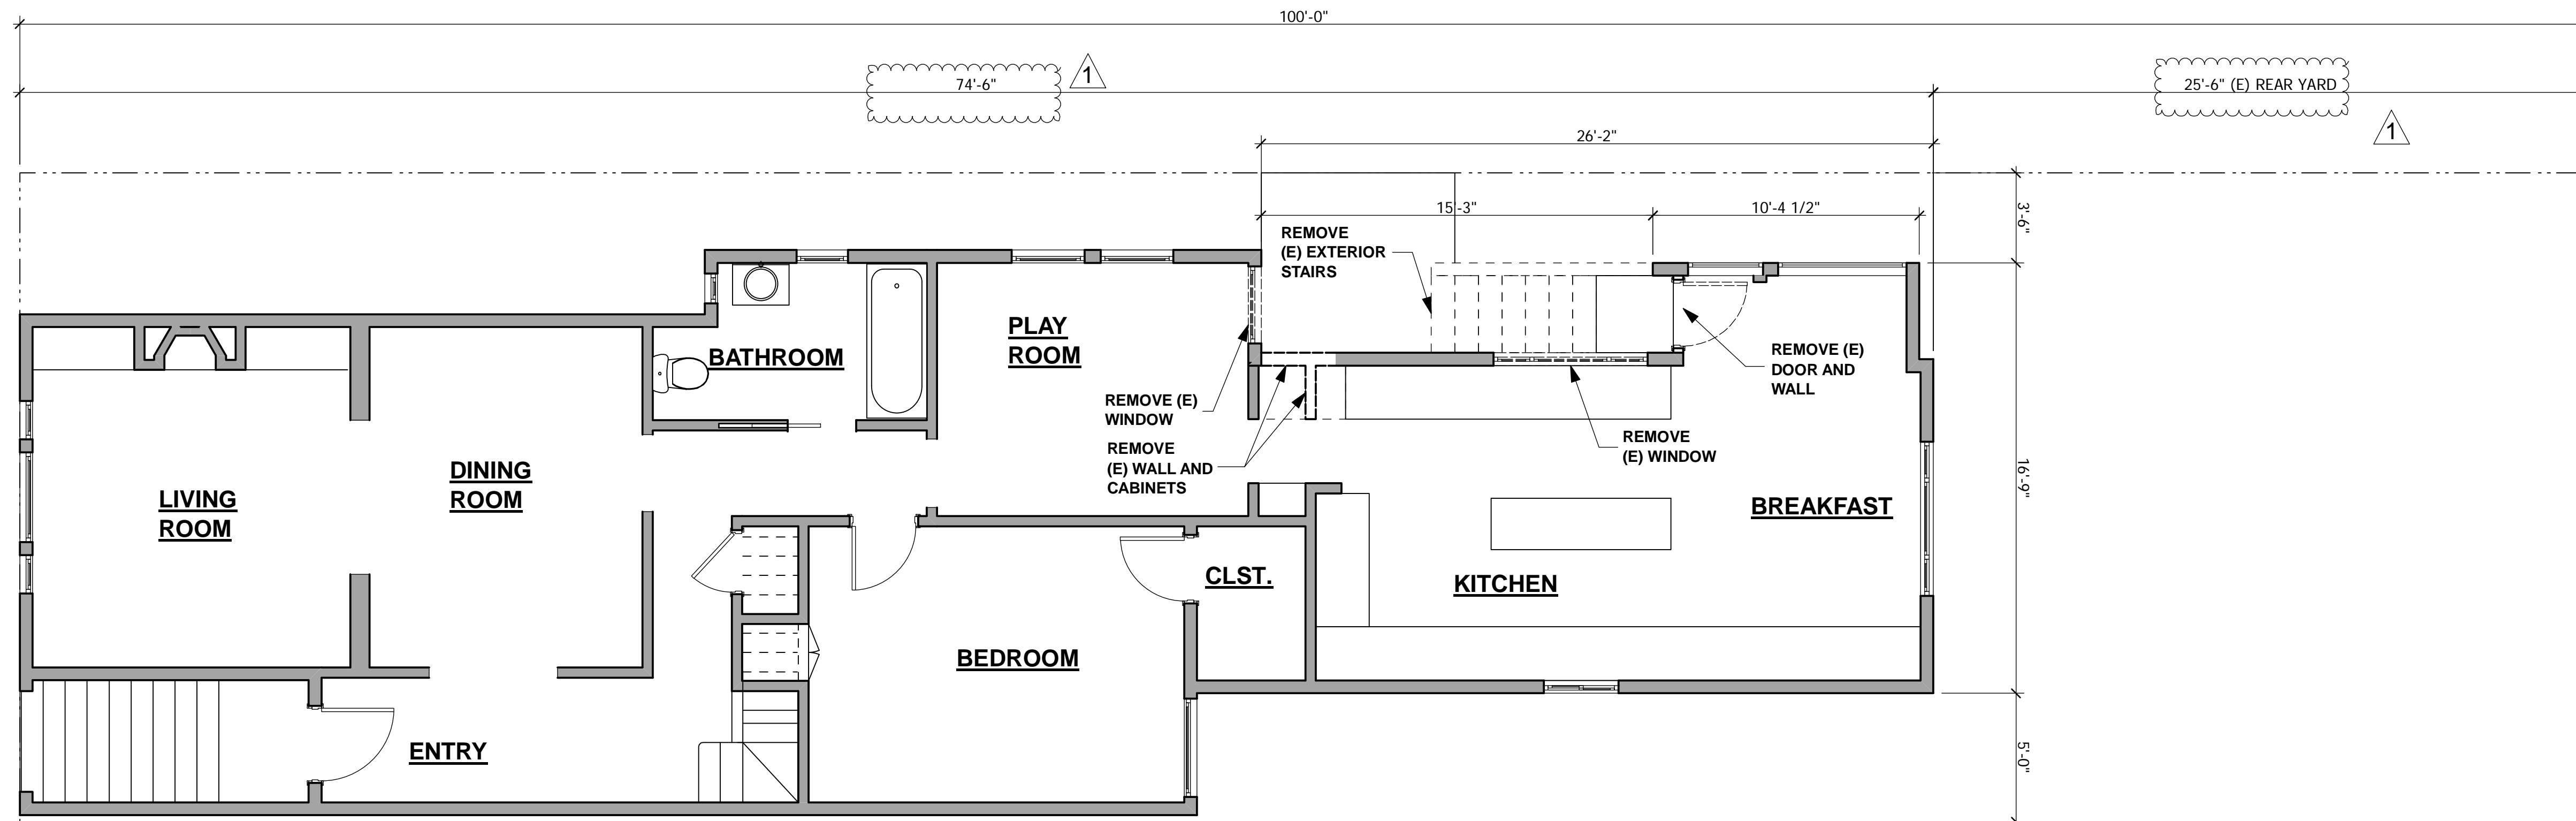 100'-0"
74'-6"
1
25'-6" (E) REAR YARD
1
26'-2"
15'-3"
10'-4 1/2"
3'-6"
REMOVE
(E) EXTERIOR
STAIRS
PLAY
ROOM
BATHROOM
REMOVE (E)
DOOR AND
WALL
REMOVE (E)
WINDOW
REMOVE
(E) WALL AND
CABINETS
REMOVE
(E) WINDOW
DINING
ROOM
LIVING
ROOM
16'-9"
BREAKFAST
CLST.
KITCHEN
BEDROOM
ENTRY
5'-0"